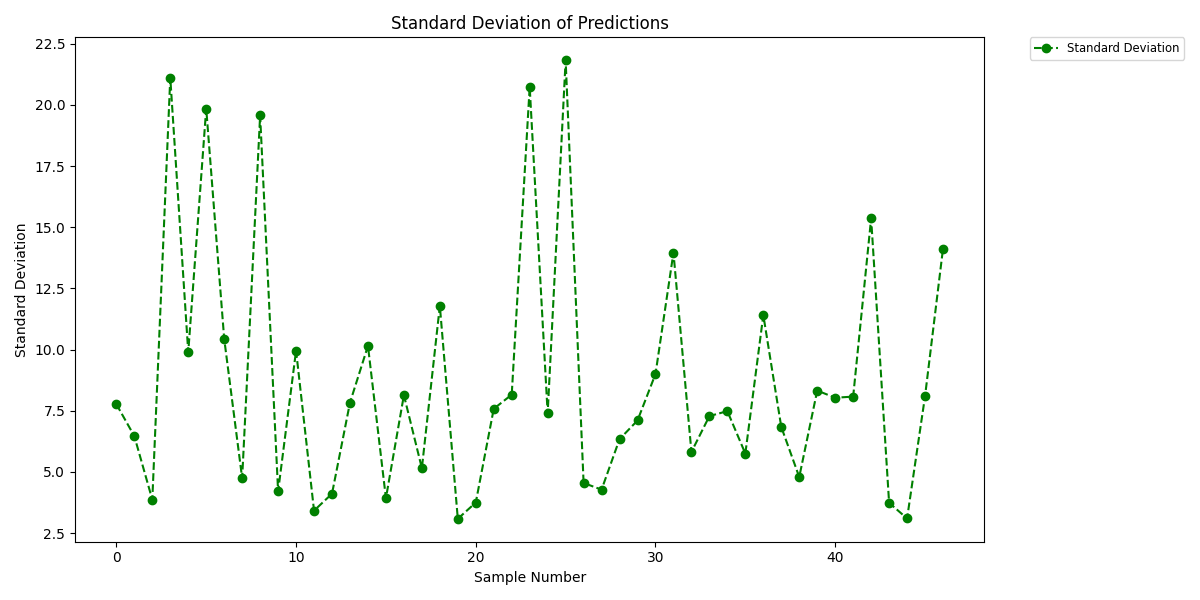 Standard Deviation of Predictions
Standard Deviation
22.5
20.0
17.5
15.0
12.5
10.0
7.5
5.0
2.5
Standard Deviation
0 10 20 30 40
Sample Number